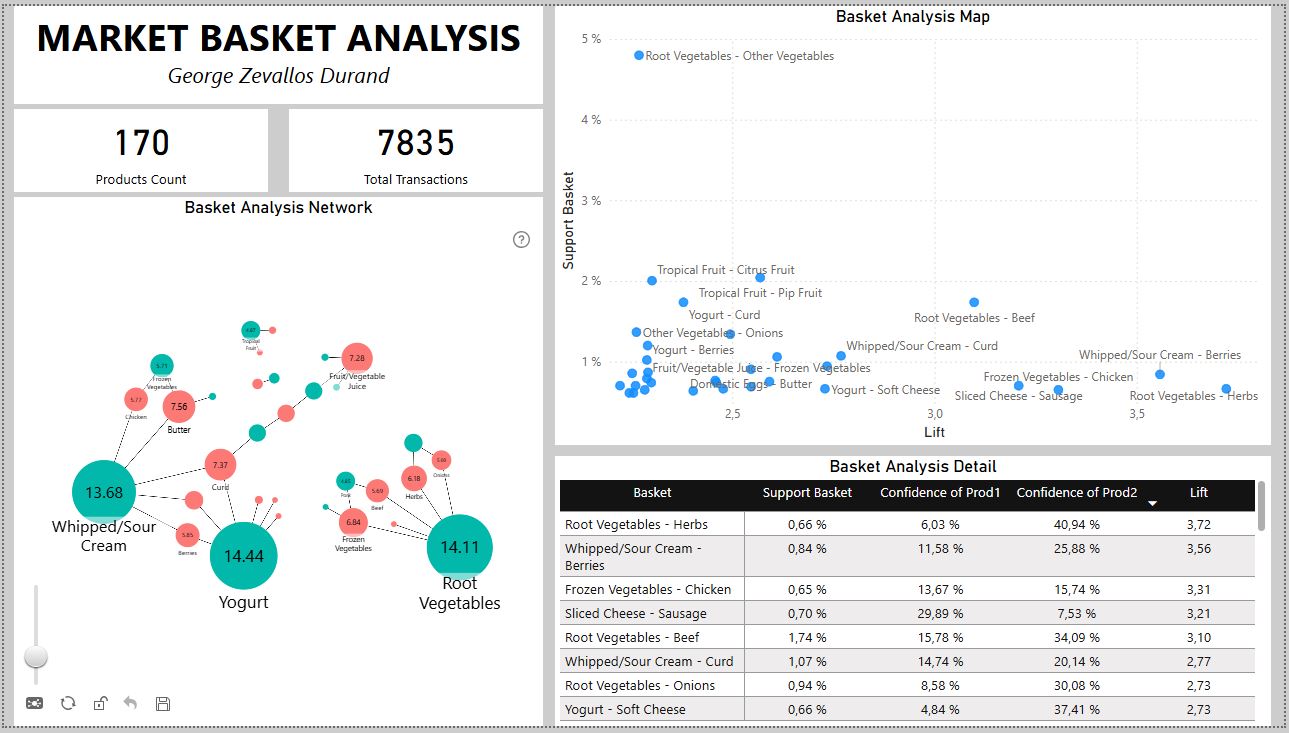 MARKET BASKET ANALYSIS
George Zevallos Durand
170
Products Count
7835
Total Transactions
Basket Analysis Network
?
Tropical
Fruit
7.28
Fruit/Vegetable
Juice
5.71
Frozen
Vegetables
5.77
Chicken
7.56
Butter
7.37
Curd
13.68
Whipped/Sour
Cream
5.85
Berries
14.44
Yogurt
Pork
5.69
Beef
6.18
Herbs
Onions
6.84
Frozen
Vegetables
14.11
Root
Vegetables
Basket Analysis Map
Support Basket
5 %
4 %
3 %
2 %
1 %
Root Vegetables - Other Vegetables
Tropical Fruit - Citrus Fruit
Tropical Fruit - Pip Fruit
Yogurt - Curd
Root Vegetables - Beef
Other Vegetables - Onions
Yogurt - Berries
Whipped/Sour Cream - Curd
Whipped/Sour Cream - Berries
Fruit/Vegetable Juice - Frozen Vegetables
Frozen Vegetables - Chicken
Domestic Eggs - Butter
Yogurt - Soft Cheese
Sliced Cheese - Sausage
Root Vegetables - Herbs
2,5
3,0
3,5
Lift
Basket Analysis Detail
Basket Support Basket Confidence of Prod1 Confidence of Prod2 Lift
Root Vegetables - Herbs 0,66 % 6,03 % 40,94 % 3,72
Whipped/Sour Cream - 0,84 % 11,58 % 25,88 % 3,56
Berries
Frozen Vegetables - Chicken 0,65 % 13,67 % 15,74 % 3,31
Sliced Cheese - Sausage 0,70 % 29,89 % 7,53 % 3,21
Root Vegetables - Beef 1,74 % 15,78 % 34,09 % 3,10
Whipped/Sour Cream - Curd 1,07 % 14,74 % 20,14 % 2,77
Root Vegetables - Onions 0,94 % 8,58 % 30,08 % 2,73
Yogurt - Soft Cheese 0,66 % 4,84 % 37,41 % 2,73